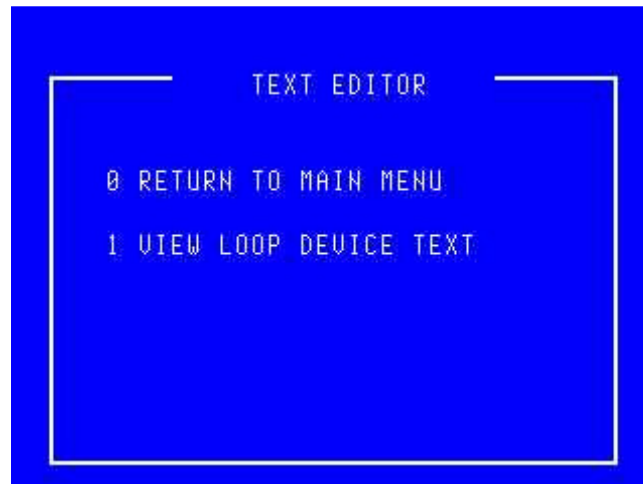 TEXT EDITOR
0 RETURN TO MAIN MENU
1 VIEW LOOP DEVICE TEXT